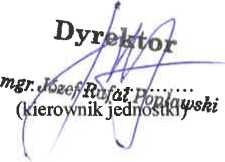 Dyrektor
mgr Józef Rafał Popławski
(kierownik jednostki)